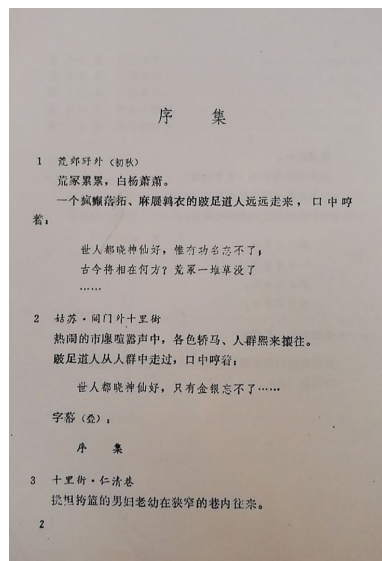 序 集
1 荒郊野外（初秋）
荒冢累累，白杨萧萧。
一个疯癫落拓、麻屣鹑衣的跛足道人远远走来，口中哼
着：
世人都晓神仙好，惟有功名忘不了；
古今将相在何方？荒冢一堆草没了
……
2 姑苏·阊门外十里街
热闹的市廛喧嚣声中，各色轿马、人群熙来攘往。
跛足道人从人群中走过，口中哼着：
世人都晓神仙好，只有金银忘不了……
字幕（叠）：
序 集
3 十里街·仁清巷
挑担挎篮的男妇老幼在狭窄的巷内往来。
2